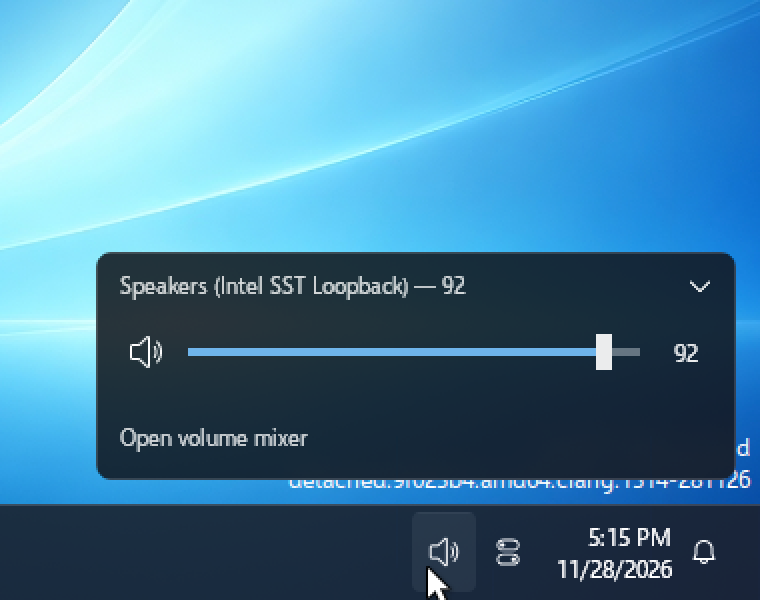 Speakers (Intel SST Loopback) — 92
92
Open volume mixer
d
5:15 PM
11/28/2026